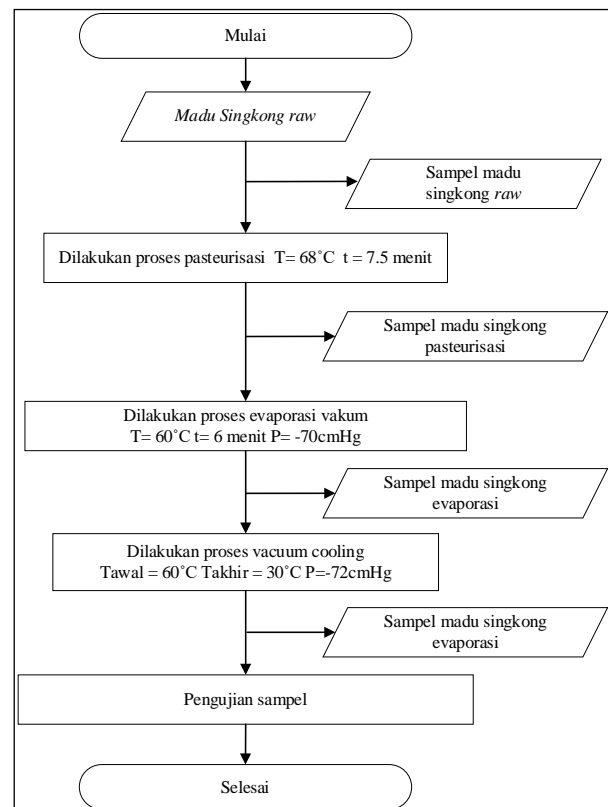 Mulai
Madu Singkong raw
Sampel madu
singkong raw
Dilakukan proses pasteurisasi T= 68˚C t = 7.5 menit
Sampel madu singkong
pasteurisasi
Dilakukan proses evaporasi vakum
T= 60˚C t= 6 menit P= -70cmHg
Sampel madu singkong
evaporasi
Dilakukan proses vacuum cooling
Tawal = 60˚C Takhir = 30˚C P=-72cmHg
Sampel madu singkong
evaporasi
Pengujian sampel
Selesai